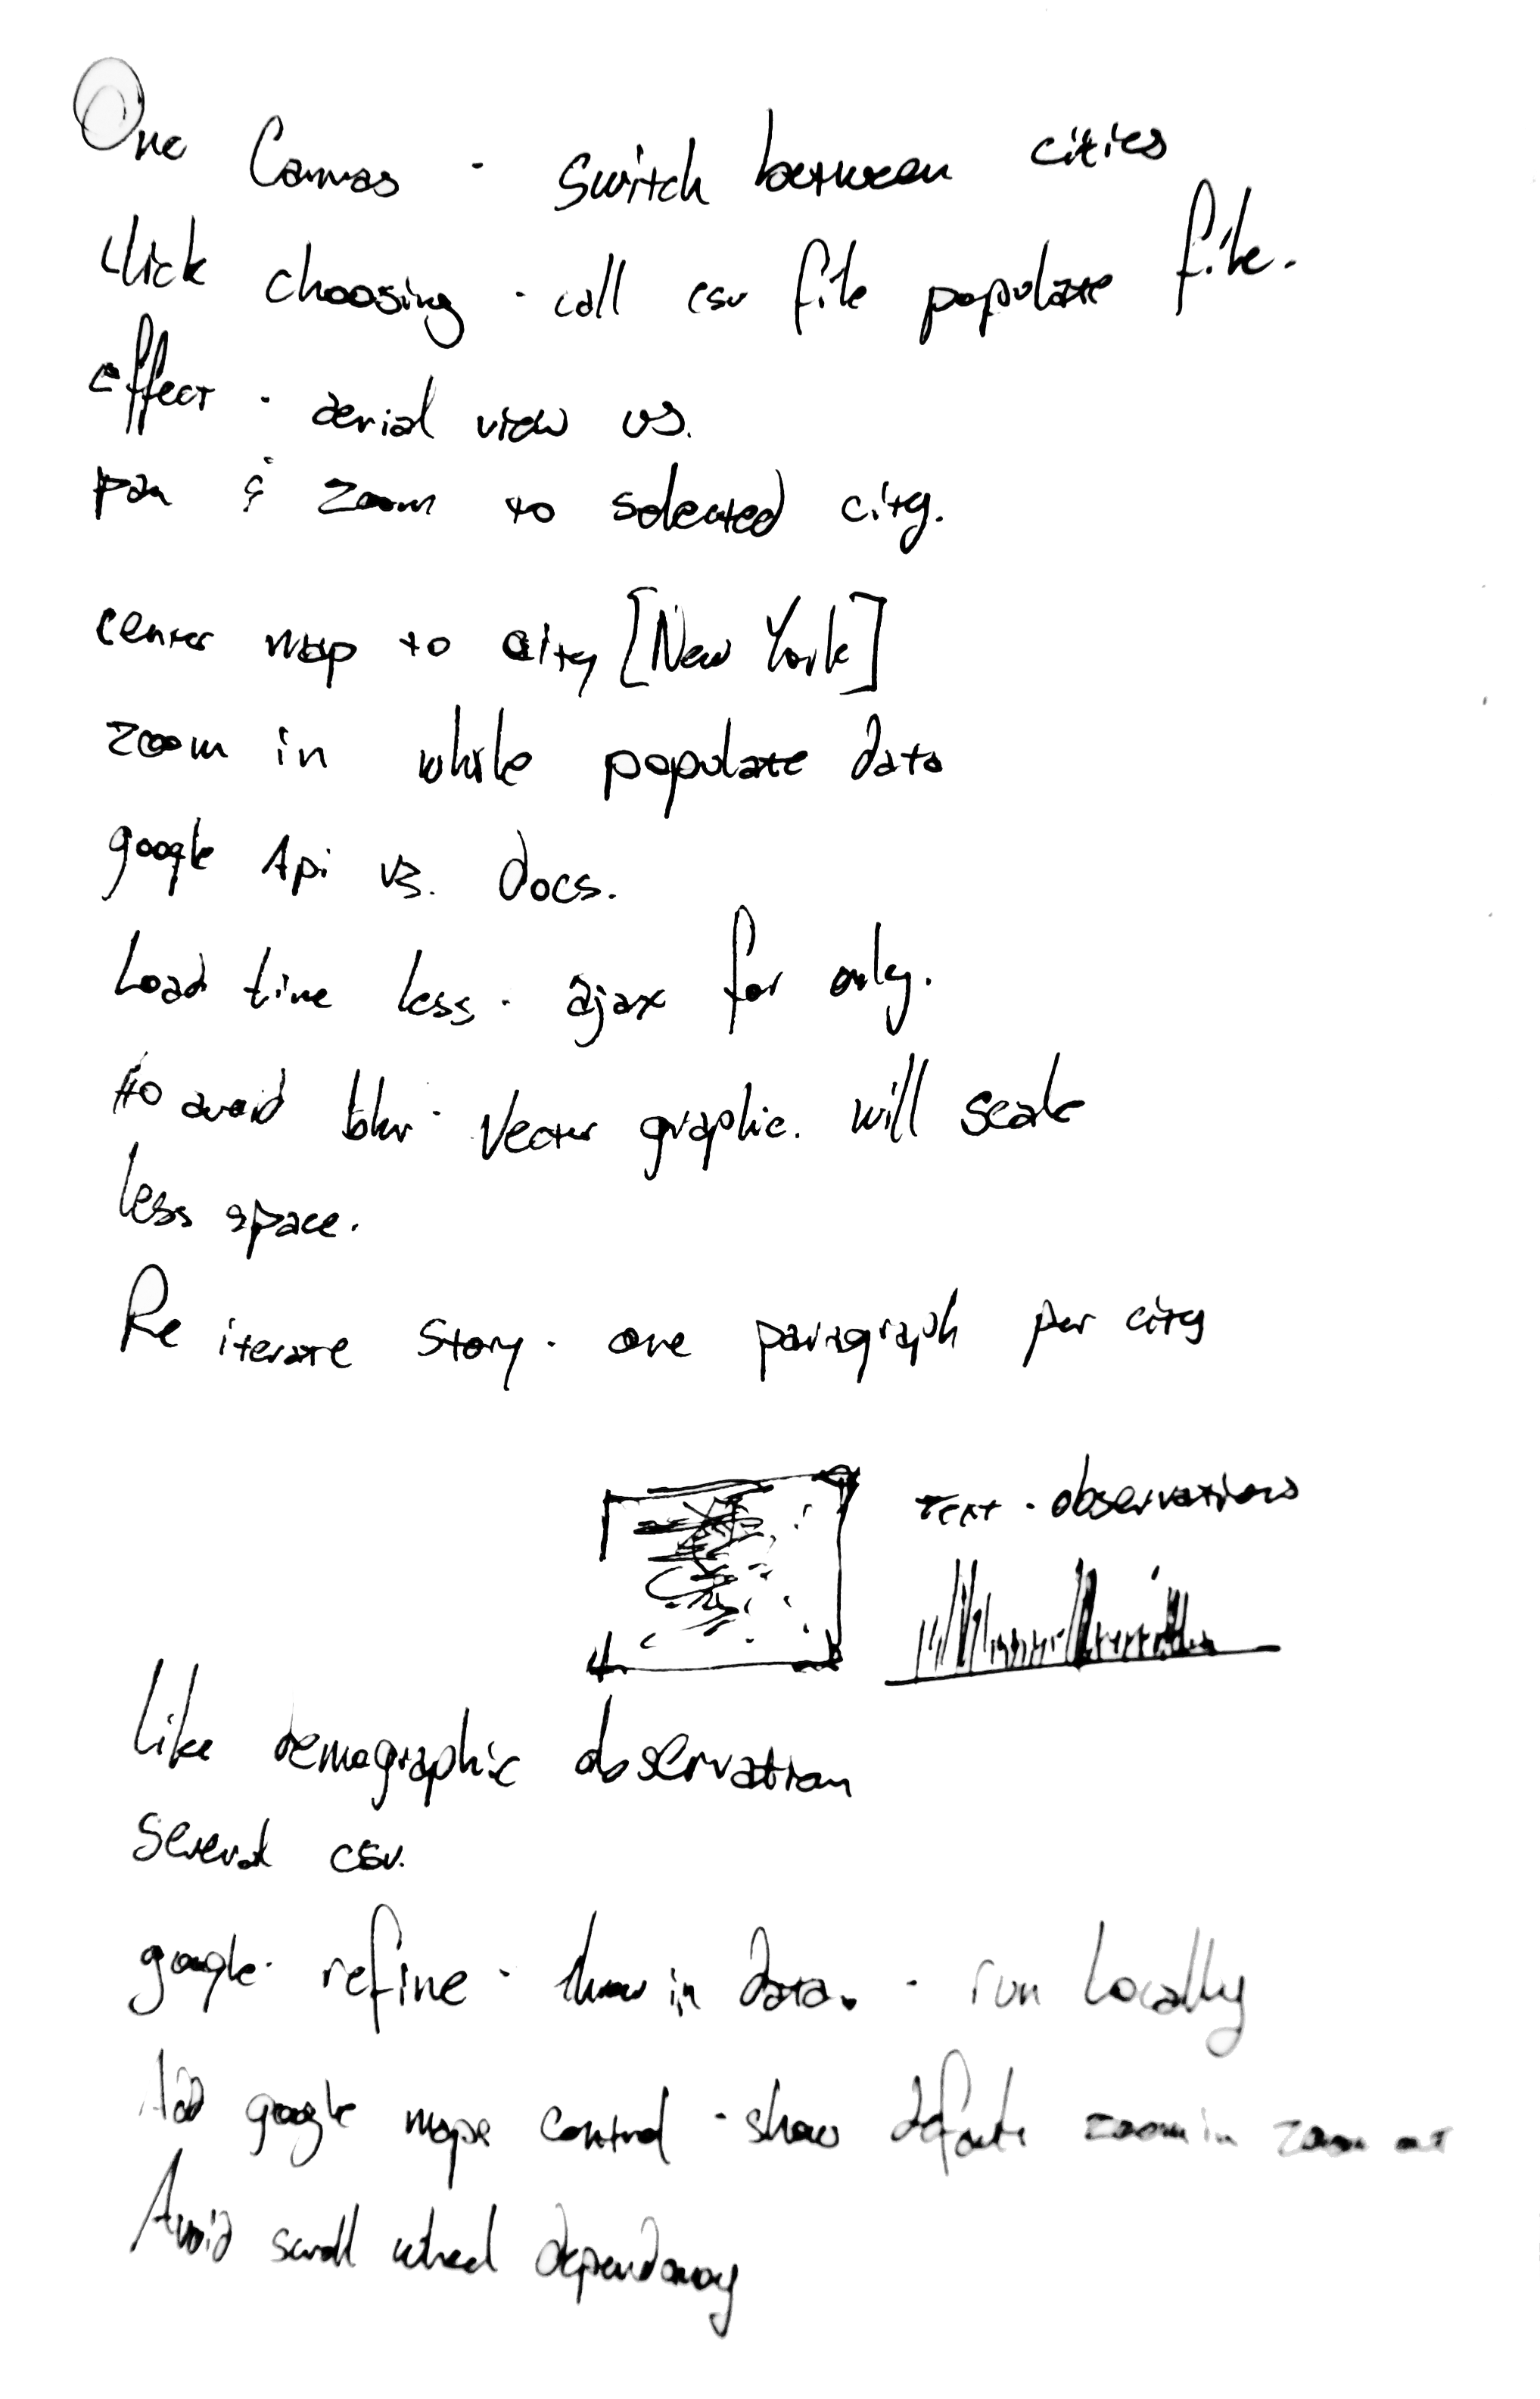 One Canvas - Switch between cities
click choosing - call csv file populate file.
effect - aerial view vs.
pan & zoom to selected city.
center map to city [New York]
zoom in while populate data
google Api vs. docs.
Load time less - ajax for only.
to avoid blur - Vector graphic. will scale
less space.
Re iterate story - one paragraph per city
Text - observations
like demographic observation
several csv.
google - refine - throw in data. - run locally
Add google maps control - show zoom in zoom out
Avoid scroll wheel dependancy